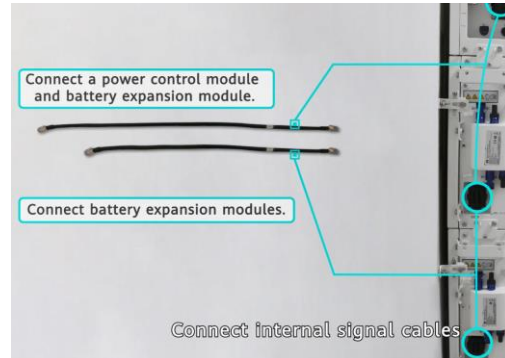 Connect a power control module
and battery expansion module.
Connect battery expansion modules.
Connect internal signal cables